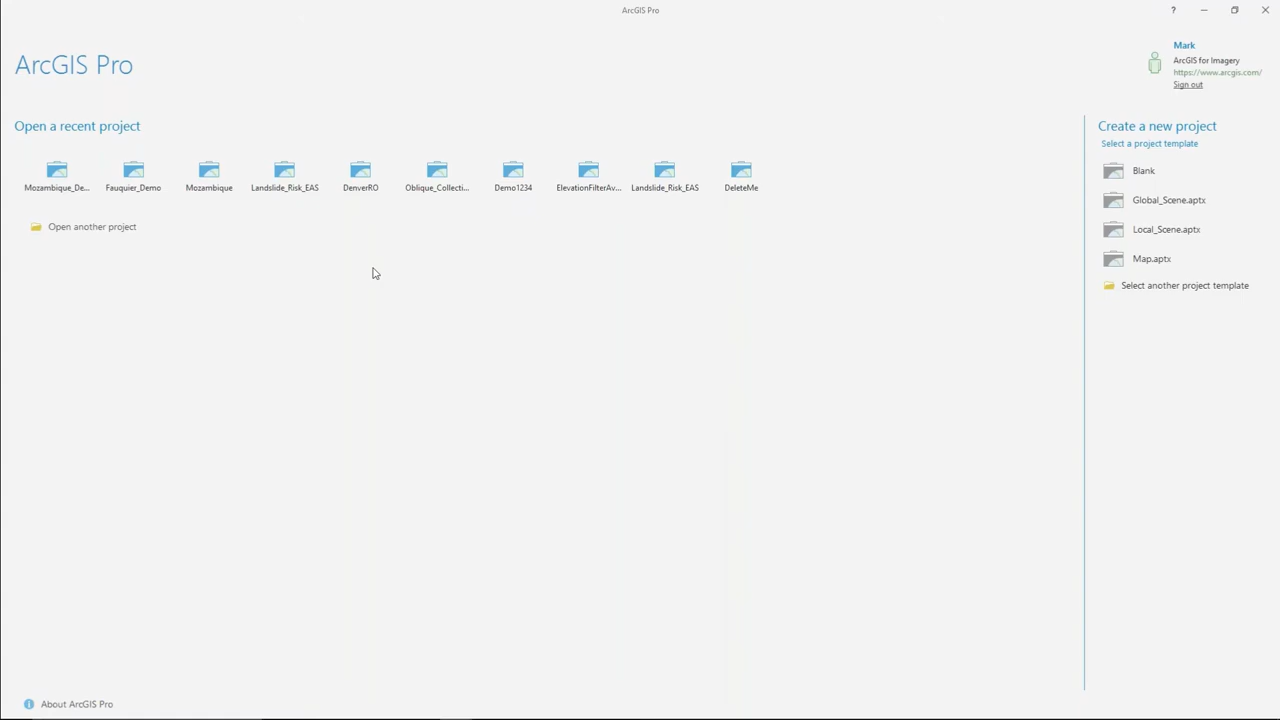 ArcGIS Pro
?
ArcGIS Pro
Mark
ArcGIS for Imagery
https://www.arcgis.com/
Sign out
Open a recent project
Mozambique_De...
Fauquier_Demo
Mozambique
Landslide_Risk_EAS
DenverRO
Oblique_Collecti...
Demo1234
ElevationFilterAv...
Landslide_Risk_EAS
DeleteMe
Open another project
Create a new project
Select a project template
Blank
Global_Scene.aptx
Local_Scene.aptx
Map.aptx
Select another project template
About ArcGIS Pro